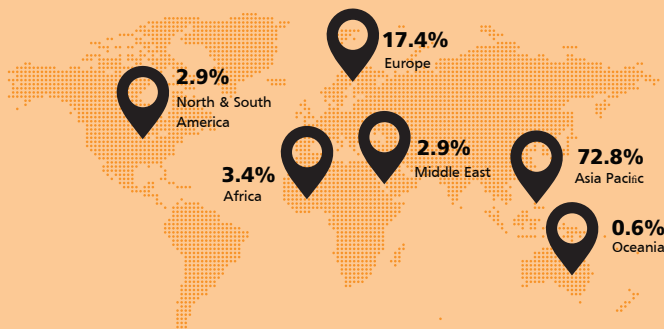 17.4%
Europe
2.9%
North & South
America
2.9%
Middle East
72.8%
Asia Pacific
3.4%
Africa
0.6%
Oceania